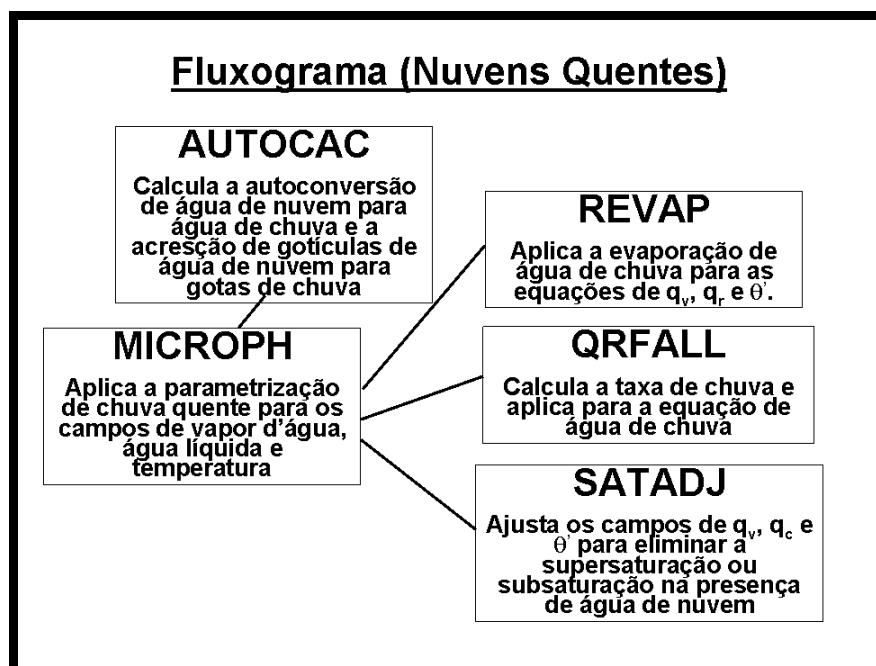 Fluxograma (Nuvens Quentes)
AUTOCAC
Calcula a autoconversão
de água de nuvem para
água de chuva e a
acresção de gotículas de
água de nuvem para
gotas de chuva
MICROPH
Aplica a parametrização
de chuva quente para os
campos de vapor d'água,
água líquida e
temperatura
REVAP
Aplica a evaporação de
água de chuva para as
equações de qv, qr e θ'.
QRFALL
Calcula a taxa de chuva e
aplica para a equação de
água de chuva
SATADJ
Ajusta os campos de qv, qc e
θ' para eliminar a
supersaturação ou
subsaturação na presença
de água de nuvem